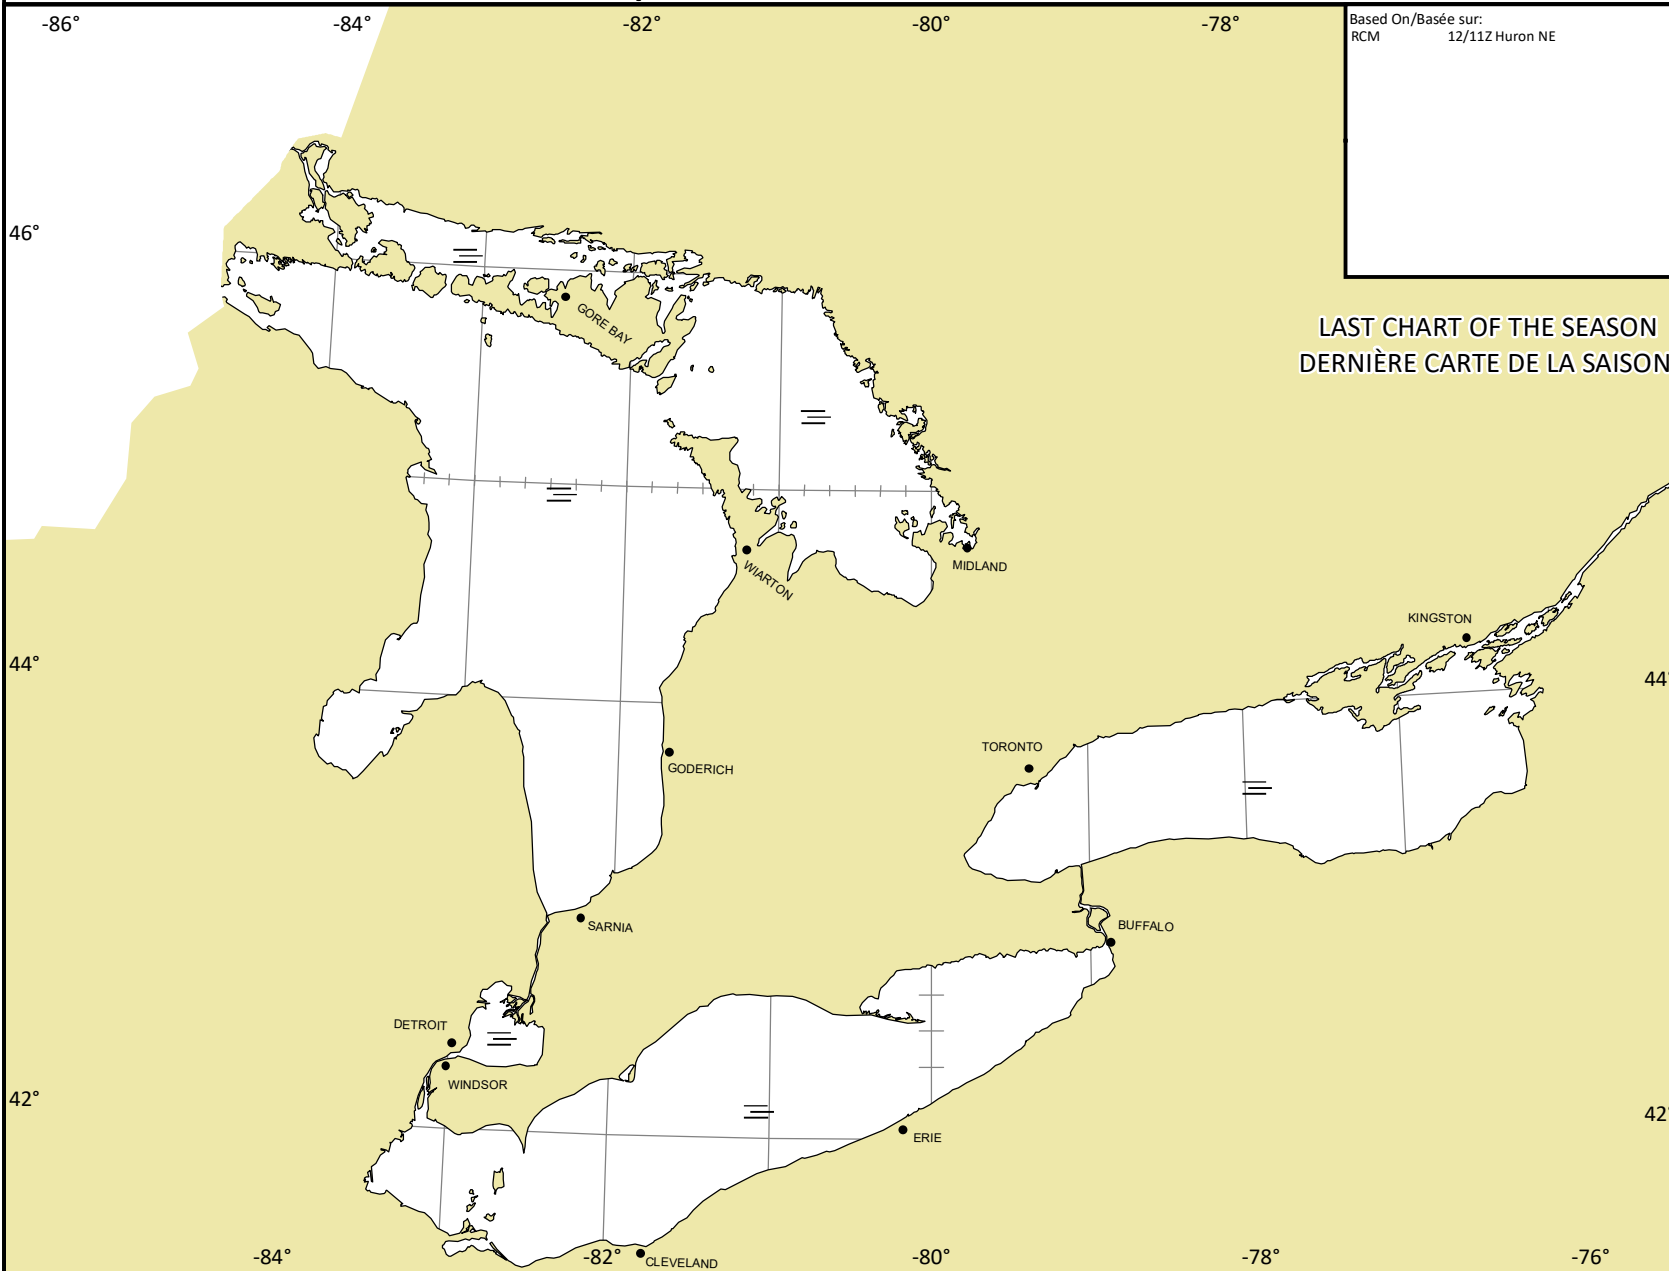 -86° -84° -82° -80° -78°
Based On/Basée sur:
RCM 12/11Z Huron NE
46°
GORE BAY
LAST CHART OF THE SEASON
DERNIÈRE CARTE DE LA SAISON
WIARTON
MIDLAND
KINGSTON
44° 44°
TORONTO
GODERICH
SARNIA
BUFFALO
DETROIT
WINDSOR
42° 42°
ERIE
-84° -82° -80° -78° -76°
CLEVELAND